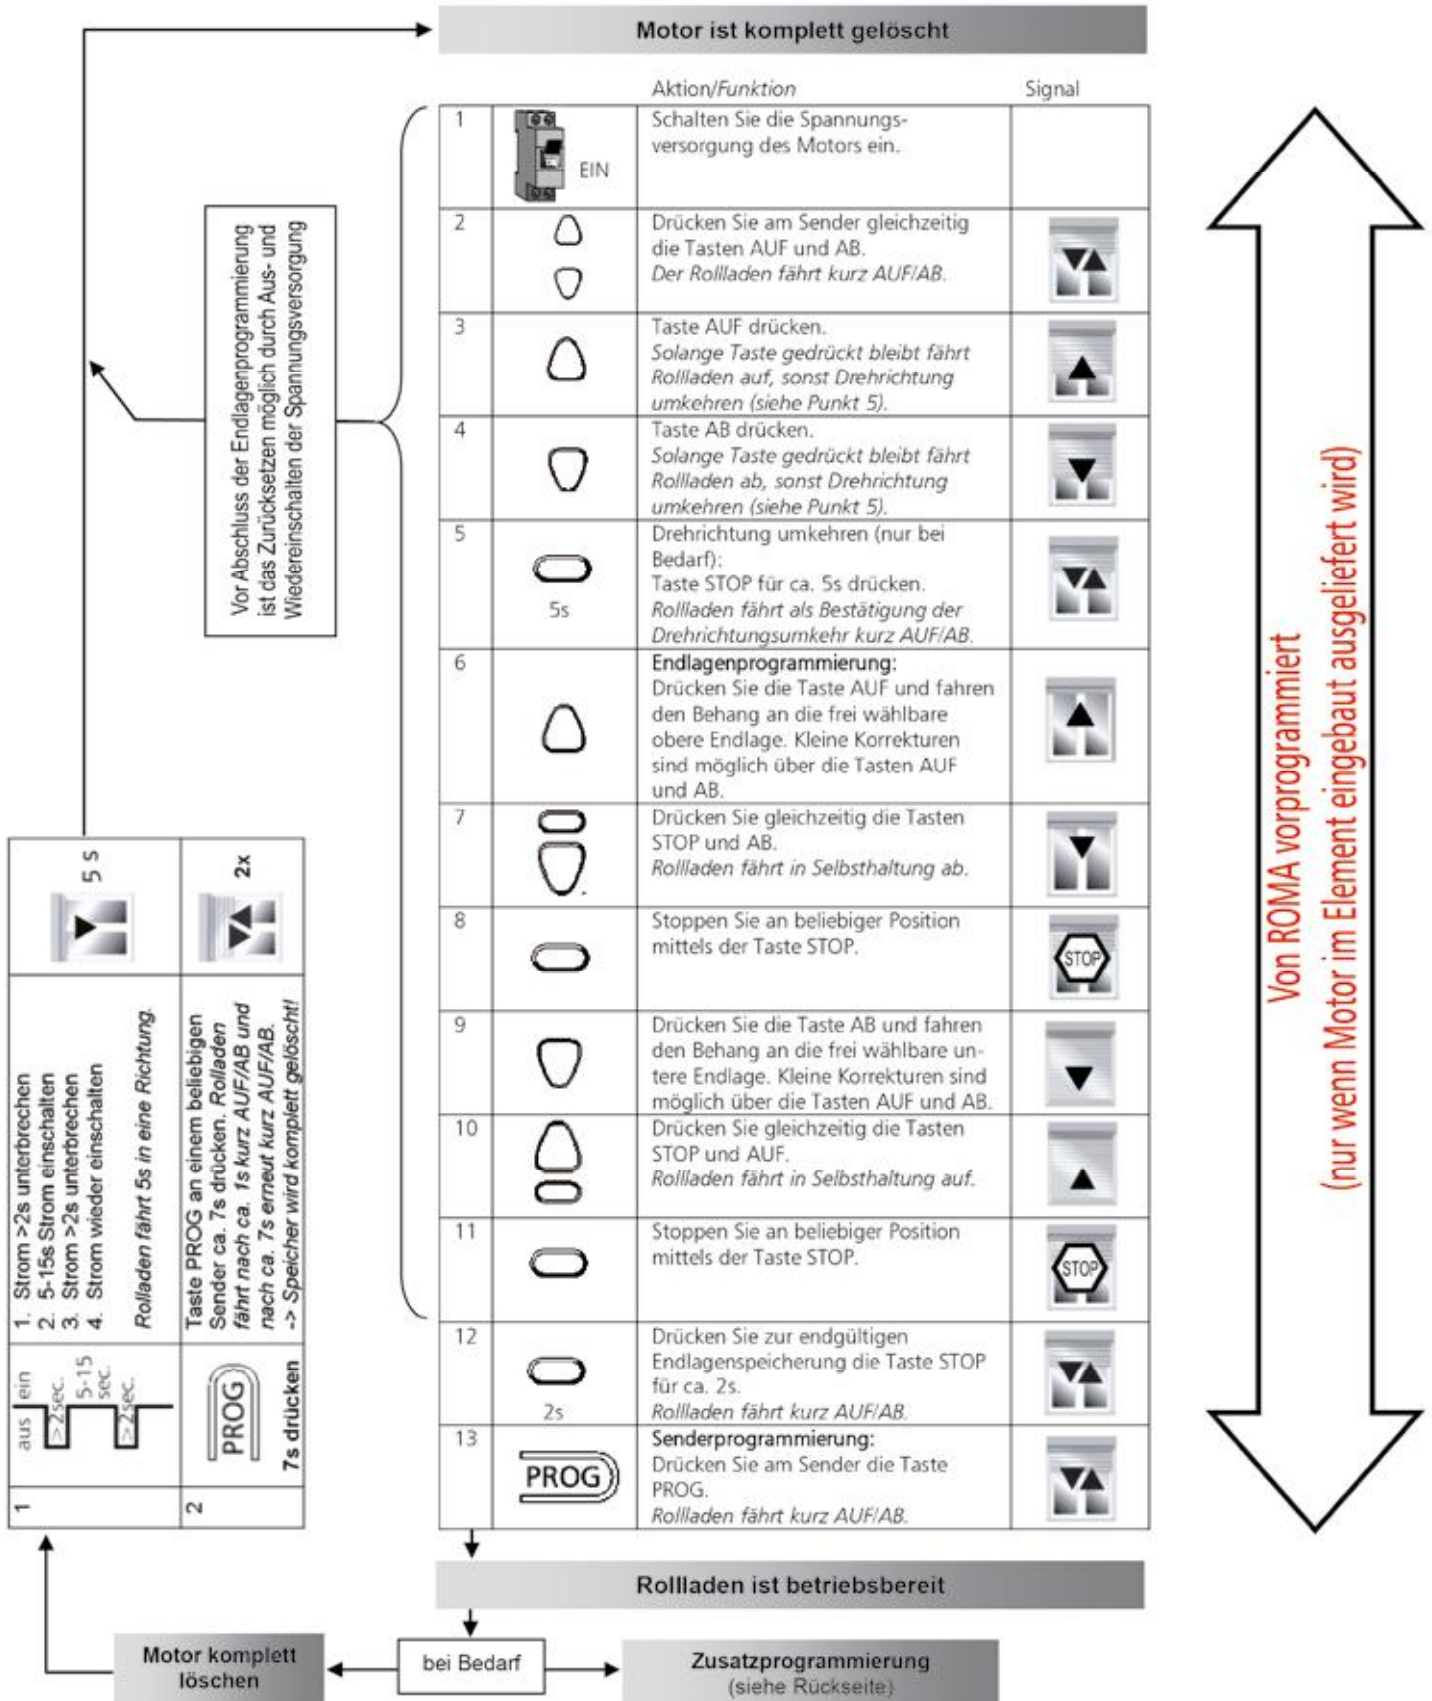 Motor ist komplett gelöscht
Aktion/Funktion
Signal
1
EIN
Schalten Sie die Spannungs-
versorgung des Motors ein.
2
Drücken Sie am Sender gleichzeitig
die Tasten AUF und AB.
Der Rollladen fährt kurz AUF/AB.
3
Taste AUF drücken.
Solange Taste gedrückt bleibt fährt
Rollladen auf, sonst Drehrichtung
umkehren (siehe Punkt 5).
4
Taste AB drücken.
Solange Taste gedrückt bleibt fährt
Rollladen ab, sonst Drehrichtung
umkehren (siehe Punkt 5).
5
5s
Drehrichtung umkehren (nur bei
Bedarf):
Taste STOP für ca. 5s drücken.
Rollladen fährt als Bestätigung der
Drehrichtungsumkehr kurz AUF/AB.
6
Endlagenprogrammierung:
Drücken Sie die Taste AUF und fahren
den Behang an die frei wählbare
obere Endlage. Kleine Korrekturen
sind möglich über die Tasten AUF
und AB.
7
Drücken Sie gleichzeitig die Tasten
STOP und AB.
Rollladen fährt in Selbsthaltung ab.
8
Stoppen Sie an beliebiger Position
mittels der Taste STOP.
STOP
9
Drücken Sie die Taste AB und fahren
den Behang an die frei wählbare un-
tere Endlage. Kleine Korrekturen sind
möglich über die Tasten AUF und AB.
10
Drücken Sie gleichzeitig die Tasten
STOP und AUF.
Rollladen fährt in Selbsthaltung auf.
11
Stoppen Sie an beliebiger Position
mittels der Taste STOP.
STOP
12
2s
Drücken Sie zur endgültigen
Endlagenspeicherung die Taste STOP
für ca. 2s.
Rollladen fährt kurz AUF/AB.
13
PROG
Senderprogrammierung:
Drücken Sie am Sender die Taste
PROG.
Rollladen fährt kurz AUF/AB.
Rollladen ist betriebsbereit
bei Bedarf
Motor komplett
löschen
Zusatzprogrammierung
(siehe Rückseite)
Vor Abschluss der Endlagenprogrammierung
ist das Zurücksetzen möglich durch Aus- und
Wiedereinschalten der Spannungsversorgung
1
aus ein
>2sec.
5-15
sec.
>2sec.
1. Strom >2s unterbrechen
2. 5-15s Strom einschalten
3. Strom >2s unterbrechen
4. Strom wieder einschalten
Rolladen fährt 5s in eine Richtung.
5 s
2
PROG
7s drücken
Taste PROG an einem beliebigen
Sender ca. 7s drücken. Rolladen
fährt nach ca. 1s kurz AUF/AB und
nach ca. 7s erneut kurz AUF/AB.
-> Speicher wird komplett gelöscht!
2x
Von ROMA vorprogrammiert
(nur wenn Motor im Element eingebaut ausgeliefert wird)